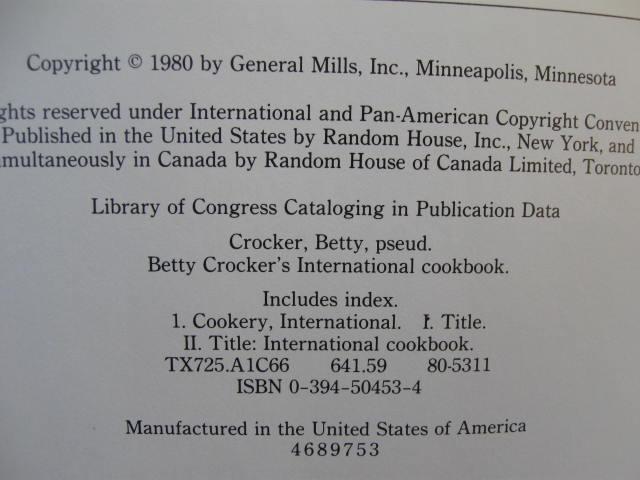 Copyright © 1980 by General Mills, Inc., Minneapolis, Minnesota
ghts reserved under International and Pan-American Copyright Conven
Published in the United States by Random House, Inc., New York, and
multaneously in Canada by Random House of Canada Limited, Toronto
Library of Congress Cataloging in Publication Data
Crocker, Betty, pseud.
Betty Crocker's International cookbook.
Includes index.
1. Cookery, International. I. Title.
II. Title: International cookbook.
TX725.A1C66 641.59 80-5311
ISBN 0-394-50453-4
Manufactured in the United States of America
4689753